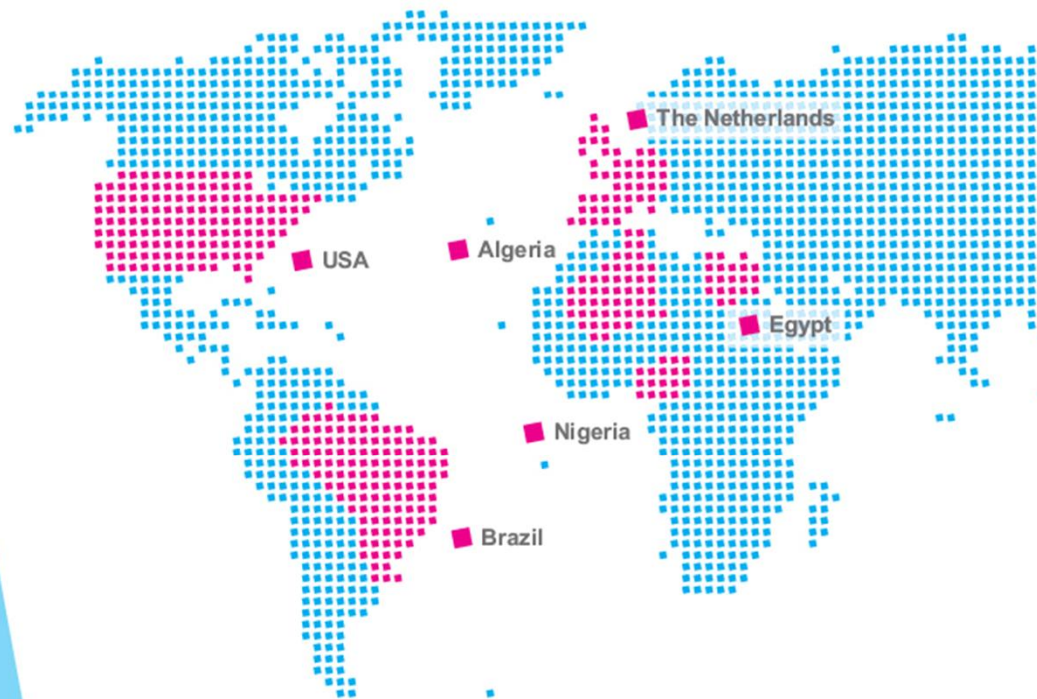 The Netherlands
Algeria
USA
Egypt
Nigeria
Brazil